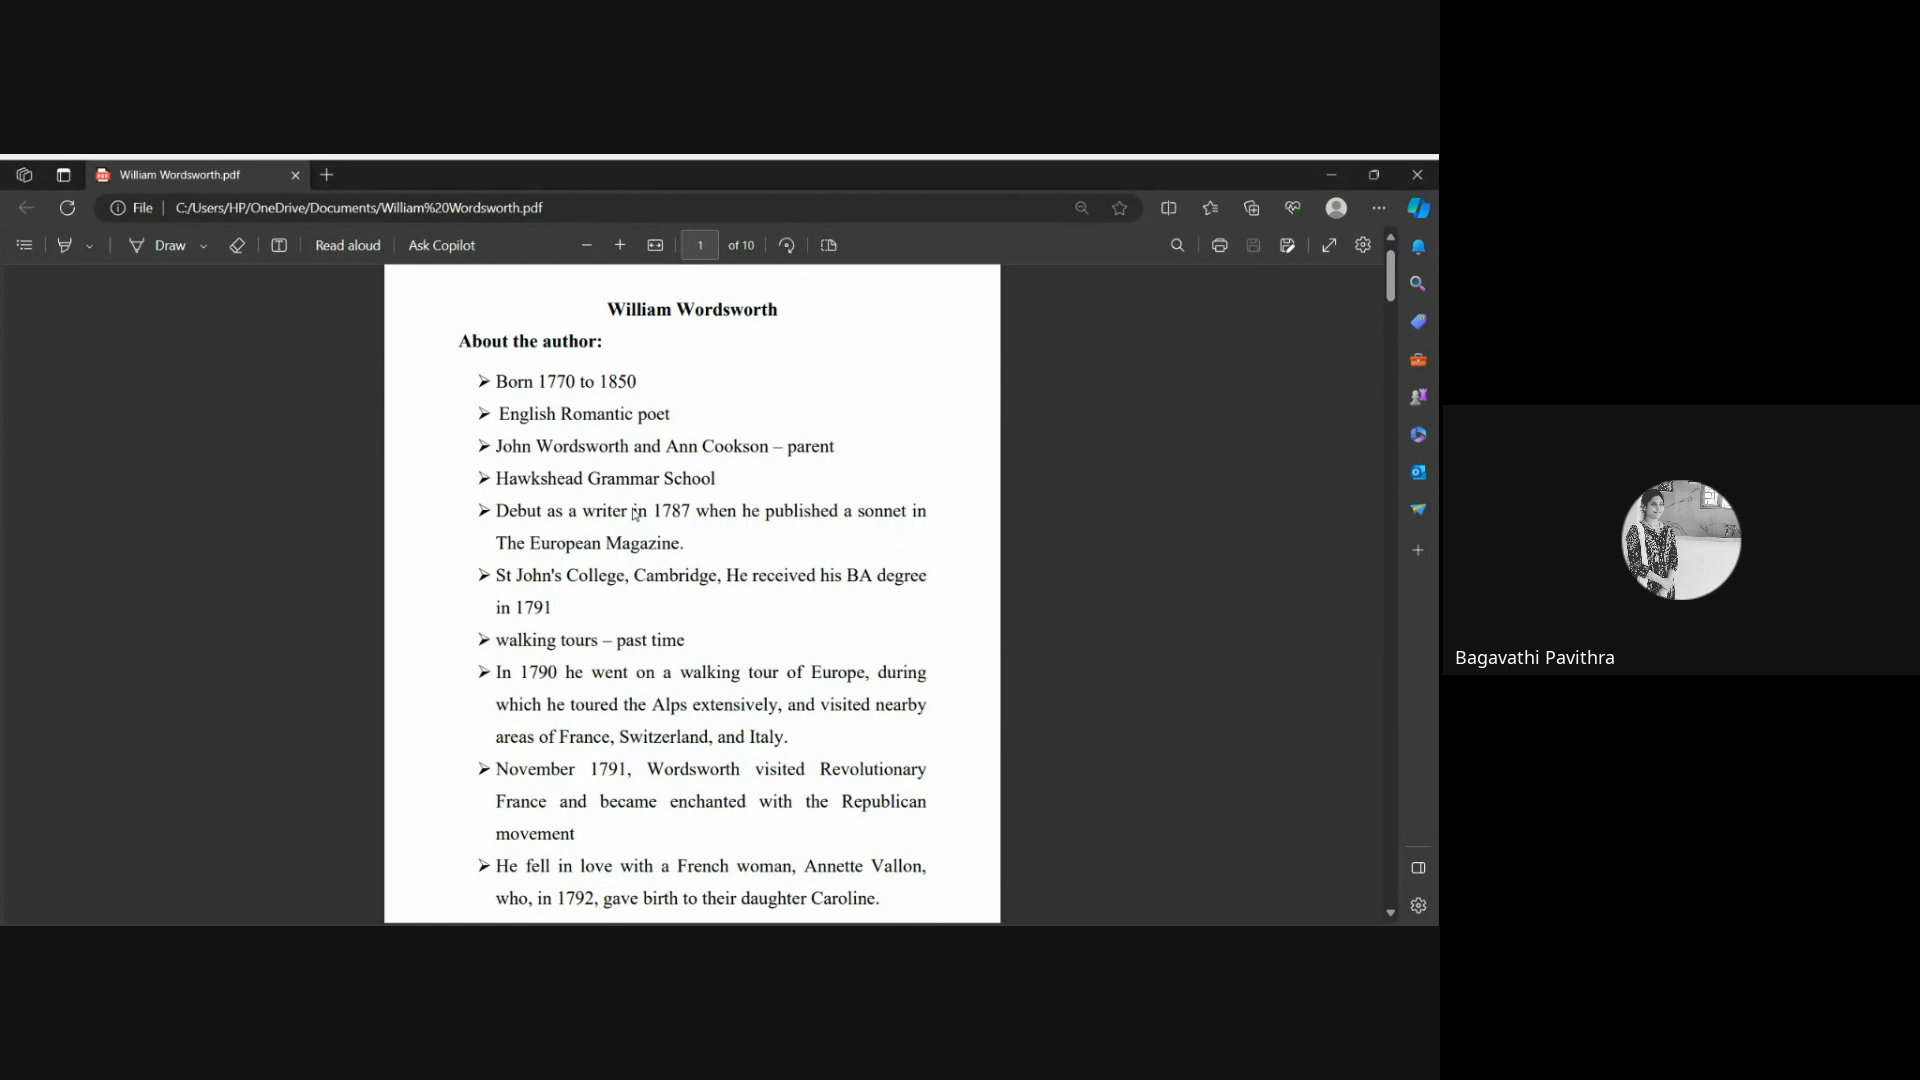 William Wordsworth.pdf
File
C:/Users/HP/OneDrive/Documents/William%20Wordsworth.pdf
Draw
Read aloud
Ask Copilot
1
of 10
William Wordsworth
About the author:
➢ Born 1770 to 1850
➢ English Romantic poet
➢ John Wordsworth and Ann Cookson – parent
➢ Hawkshead Grammar School
➢ Debut as a writer in 1787 when he published a sonnet in
The European Magazine.
➢ St John's College, Cambridge, He received his BA degree
in 1791
➢ walking tours – past time
➢ In 1790 he went on a walking tour of Europe, during
which he toured the Alps extensively, and visited nearby
areas of France, Switzerland, and Italy.
➢ November 1791, Wordsworth visited Revolutionary
France and became enchanted with the Republican
movement
➢ He fell in love with a French woman, Annette Vallon,
who, in 1792, gave birth to their daughter Caroline.
Bagavathi Pavithra